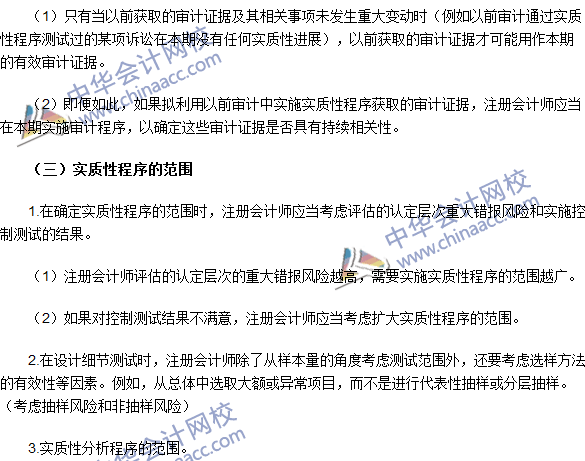 （1）只有当以前获取的审计证据及其相关事项未发生重大变动时（例如以前审计通过实质
性程序测试过的某项诉讼在本期没有任何实质性进展），以前获取的审计证据才可能用作本期
的有效审计证据。
（2）即便如此，如果拟利用以前审计中实施实质性程序获取的审计证据，注册会计师应当
在本期实施审计程序，以确定这些审计证据是否具有持续相关性。
（三）实质性程序的范围
1.在确定实质性程序的范围时，注册会计师应当考虑评估的认定层次重大错报风险和实施控
制测试的结果。
（1）注册会计师评估的认定层次的重大错报风险越高，需要实施实质性程序的范围越广。
（2）如果对控制测试结果不满意，注册会计师应当考虑扩大实质性程序的范围。
2.在设计细节测试时，注册会计师除了从样本量的角度考虑测试范围外，还要考虑选样方法
的有效性等因素。例如，从总体中选取大额或异常项目，而不是进行代表性抽样或分层抽样。
（考虑抽样风险和非抽样风险）
3.实质性分析程序的范围。
中华会计网校
www.chinaacc.com
中华会计网校
www.chinaacc.com
中华会计网校
www.chinaacc.com